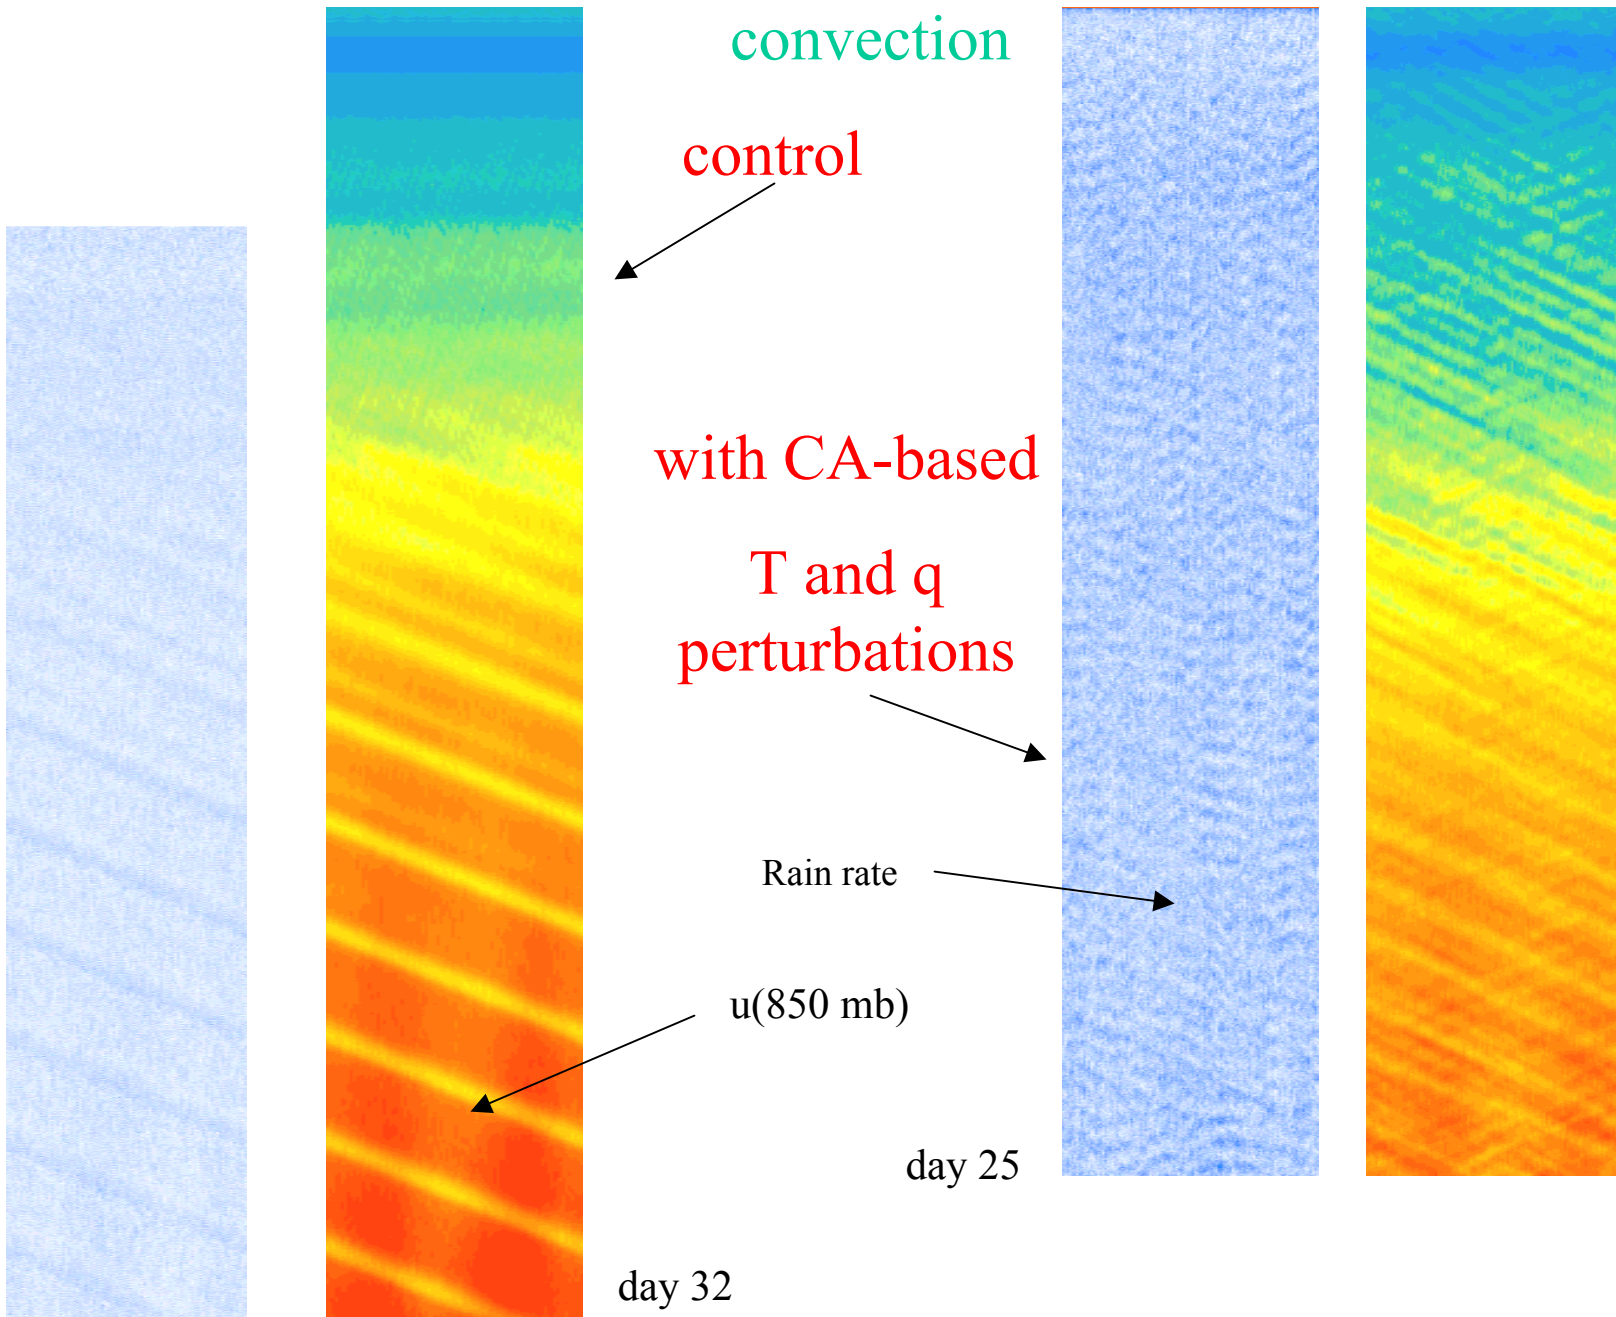 convection
control
with CA-based
T and q
perturbations
Rain rate
u(850 mb)
day 25
day 32